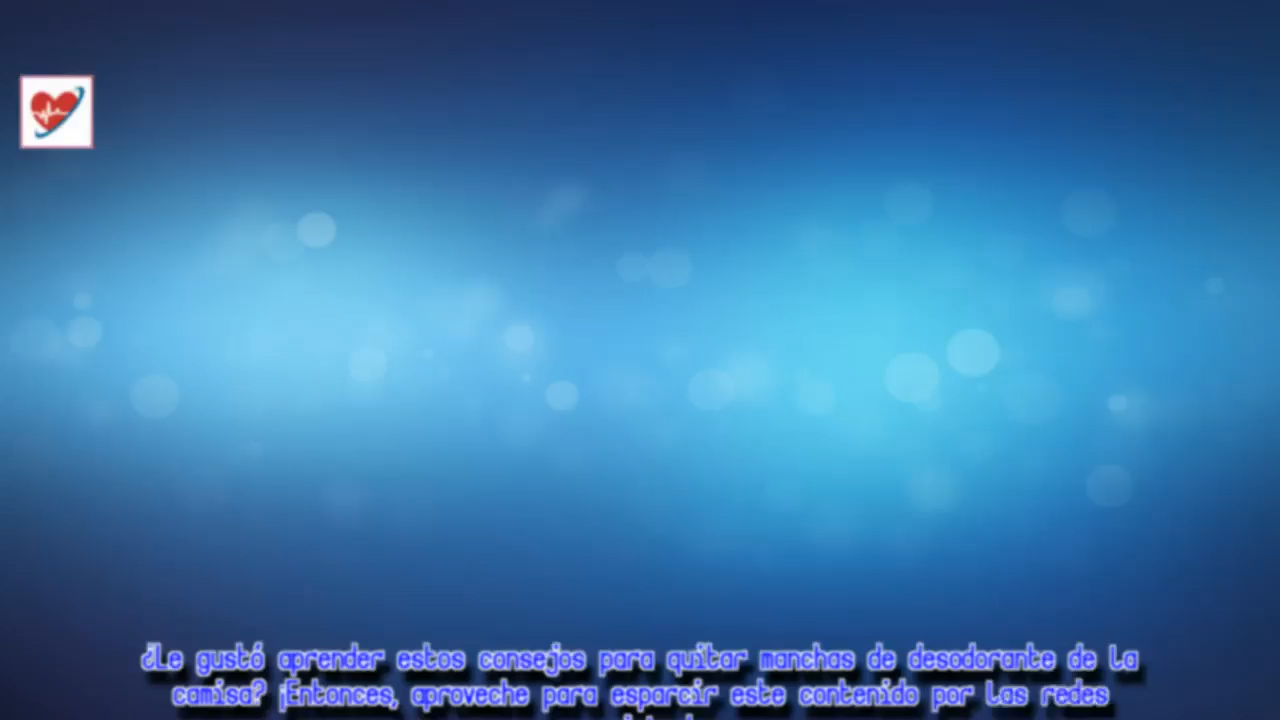 ¿Le gustó aprender estos consejos para quitar manchas de desodorante de la
camisa? ¡Entonces, aproveche para esparcir este contenido por las redes